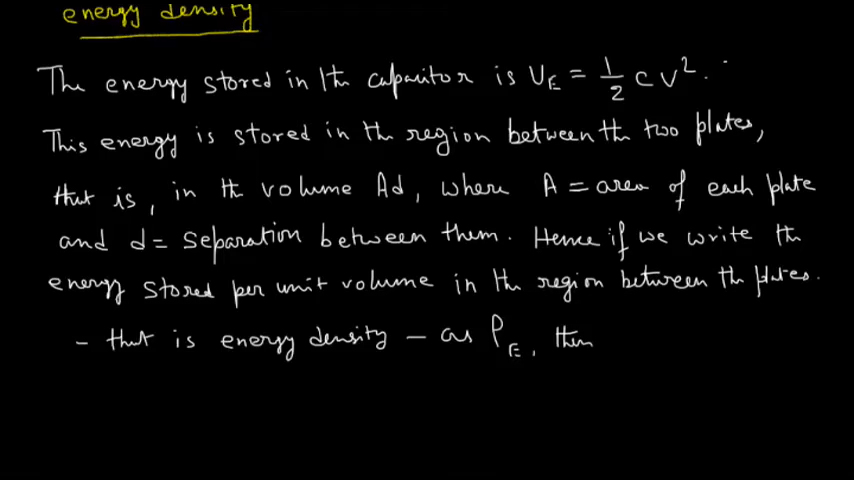 energy density
The energy stored in the capacitor is U_E = 1/2 C V².
This energy is stored in the region between the two plates,
that is, in the volume Ad, where A = area of each plate
and d = separation between them. Hence if we write the
energy stored per unit volume in the region between the plates.
- that is energy density - as ρ_E, then